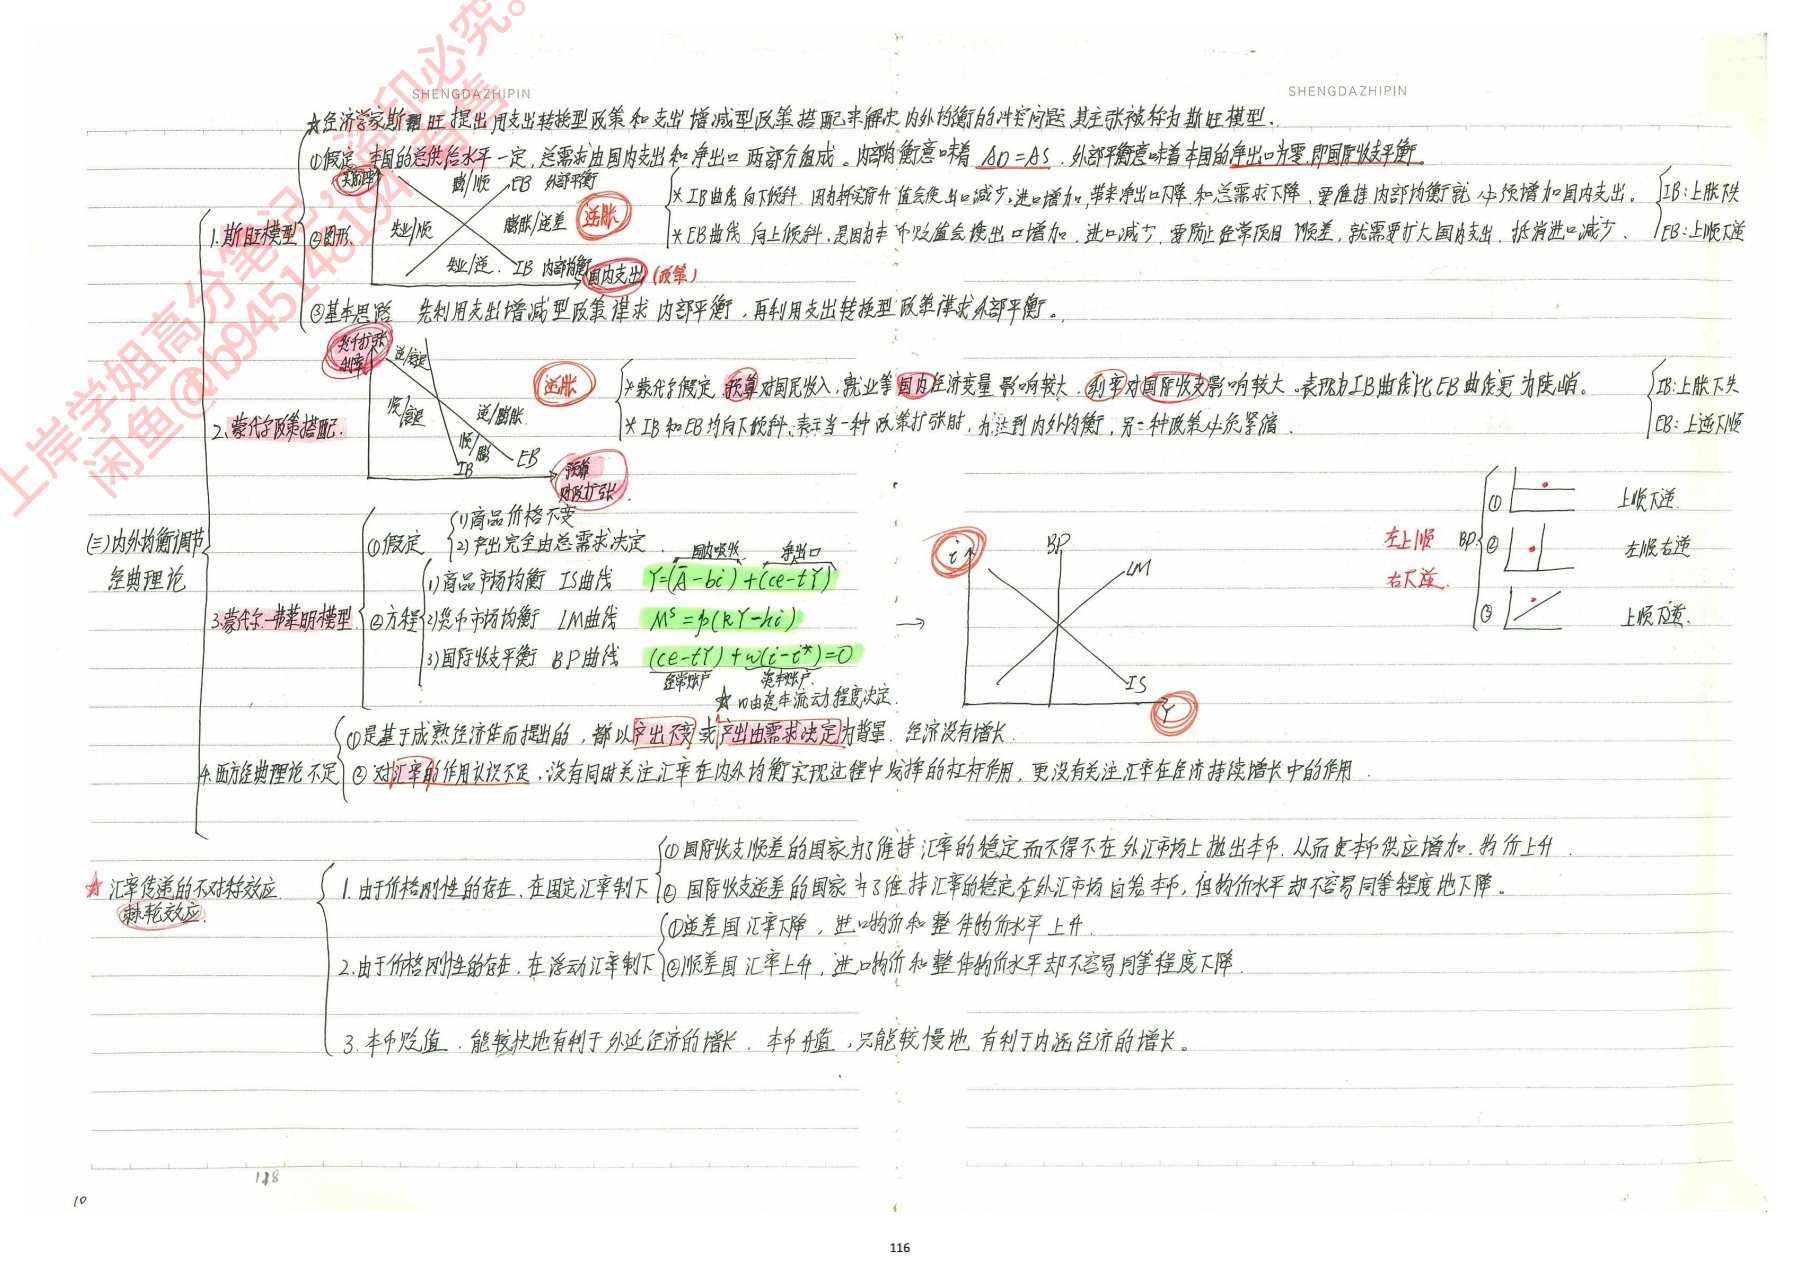 SHENGDAZHIPIN
SHENGDAZHIPIN
上岸学姐高分笔记，盗印必究。
闲鱼@b94514819
☆经济学家斯旺提出用支出转换型政策和支出增减型政策搭配来解决内外均衡的冲突问题,其主张被称为斯旺模型.
①假定 本国的总供给水平一定,总需求由国内支出和净出口两部分组成。内部均衡意味着 AD=AS. 外部平衡意味着本国的净出口为零,即国际收支平衡。
1.斯旺模型
②图形
膨/顺
EB 外部平衡
失业/顺
膨胀/逆差
逆胀
失业/逆.
IB 内部均衡
国内支出
(政策)
* IB曲线向下倾斜.因为实际升值会使出口减少,进口增加,带来净出口下降和总需求下降.要维持内部均衡就必须增加国内支出。
* EB曲线 向上倾斜,是因为贬值会使出口增加.进口减少.要防止经常项目顺差,就需要扩大国内支出.抵消进口减少.
IB:上胀下失
EB:上顺下逆
③基本思路 先利用支出增减型政策谋求内部平衡.再利用支出转换型政策谋求外部平衡。
2.蒙代尔政策搭配.
利率
逆/
顺/
逆/膨胀
顺/膨
IB
EB
预算
财政扩张.
逆胀
*蒙代尔假定.预算对国民收入,就业等国内经济变量影响较大.利率对国际收支影响较大.表现为IB曲线比EB曲线更为陡峭。
* IB和EB均向下倾斜,表示当一种政策扩张时,为达到内外均衡,另一种政策必须紧缩.
IB:上胀下失
EB:上逆下顺
(三)内外均衡调节
经典理论
3.蒙代尔—弗莱明模型
①假定
1)商品价格不变
2)产出完全由总需求决定.
②方程
国内吸收
净出口
1)商品市场均衡 IS曲线 Y=(Ā-bi)+(ce-tY)
2)货币市场均衡 LM曲线 Mˢ=p(kY-hi)
3)国际收支平衡 BP曲线 (ce-tY)+w(i-i*)=0
经常账户
资本账户
☆ w由资本流动程度决定.
→
i
BP
LM
IS
Y
左上顺
右下逆.
BP
① 上顺下逆
② 左顺右逆
③ 上顺下逆.
4.西方经典理论不足
①是基于成熟经济体而提出的,都以产出不变或产出由需求决定为背景.经济没有增长.
②对汇率的作用认识不足,没有同时关注汇率在内外均衡实现过程中发挥的杠杆作用,更没有关注汇率在经济持续增长中的作用.
★汇率传递的不对称效应.
棘轮效应.
1.由于价格刚性的存在,在固定汇率制下
①国际收支顺差的国家为了维持汇率的稳定而不得不在外汇市场上抛出本币.从而使本币供应增加,物价上升.
②国际收支逆差的国家为了维持汇率的稳定在外汇市场回笼本币,但物价水平却不容易同等程度地下降。
2.由于价格刚性的存在,在浮动汇率制下
①逆差国汇率下降,进口物价和整体物价水平上升.
②顺差国汇率上升,进口物价和整体物价水平却不容易同等程度下降.
3.本币贬值.能较快地有利于外延经济的增长.本币升值,只能较慢地有利于内涵经济的增长。
118
10
116